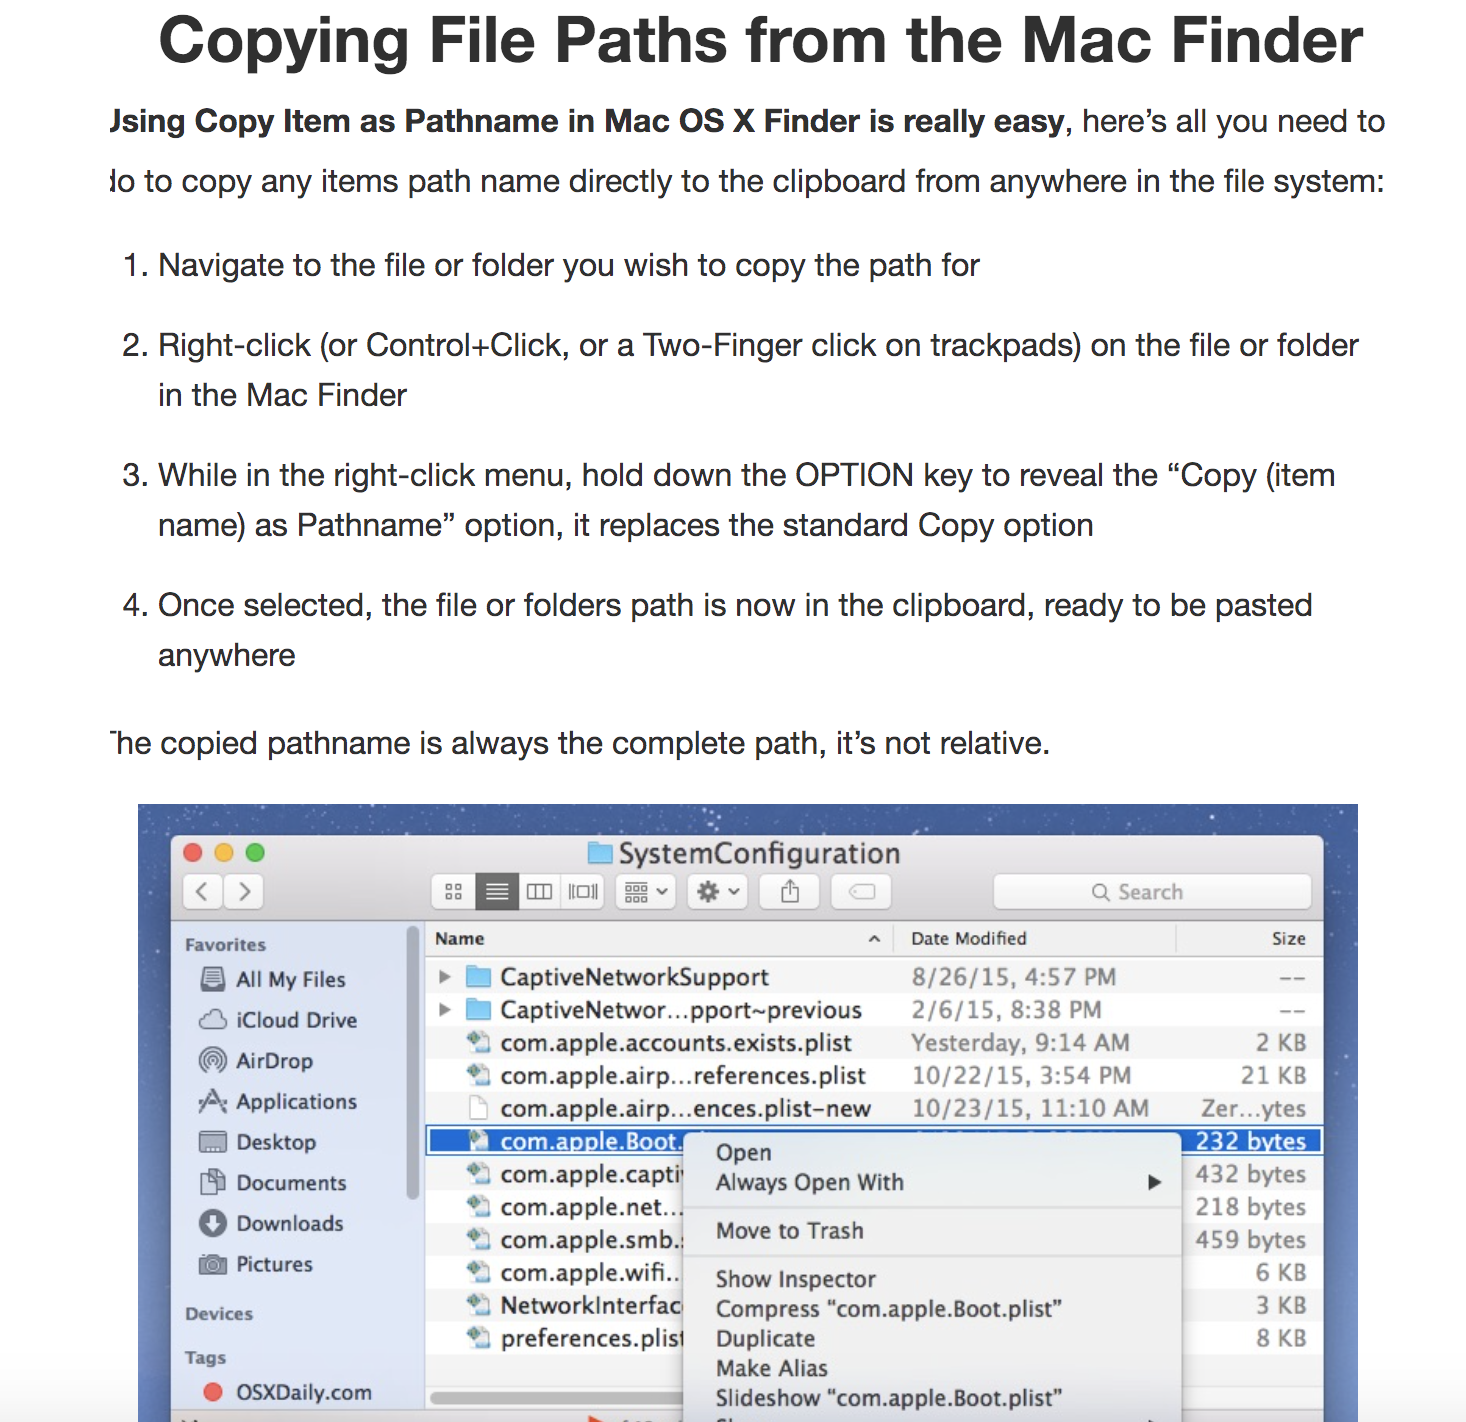 Copying File Paths from the Mac Finder
Using Copy Item as Pathname in Mac OS X Finder is really easy, here’s all you need to
do to copy any items path name directly to the clipboard from anywhere in the file system:
1. Navigate to the file or folder you wish to copy the path for
2. Right-click (or Control+Click, or a Two-Finger click on trackpads) on the file or folder
in the Mac Finder
3. While in the right-click menu, hold down the OPTION key to reveal the “Copy (item
name) as Pathname” option, it replaces the standard Copy option
4. Once selected, the file or folders path is now in the clipboard, ready to be pasted
anywhere
The copied pathname is always the complete path, it’s not relative.
SystemConfiguration
Search
Favorites
All My Files
iCloud Drive
AirDrop
Applications
Desktop
Documents
Downloads
Pictures
Devices
Tags
OSXDaily.com
Name Date Modified Size
CaptiveNetworkSupport 8/26/15, 4:57 PM --
CaptiveNetwor...pport~previous 2/6/15, 8:38 PM --
com.apple.accounts.exists.plist Yesterday, 9:14 AM 2 KB
com.apple.airp...references.plist 10/22/15, 3:54 PM 21 KB
com.apple.airp...ences.plist-new 10/23/15, 11:10 AM Zer...ytes
com.apple.Boot. 232 bytes
com.apple.capti 432 bytes
com.apple.net... 218 bytes
com.apple.smb.s 459 bytes
com.apple.wifi.. 6 KB
NetworkInterfac 3 KB
preferences.plist 8 KB
Open
Always Open With
Move to Trash
Show Inspector
Compress “com.apple.Boot.plist”
Duplicate
Make Alias
Slideshow “com.apple.Boot.plist”